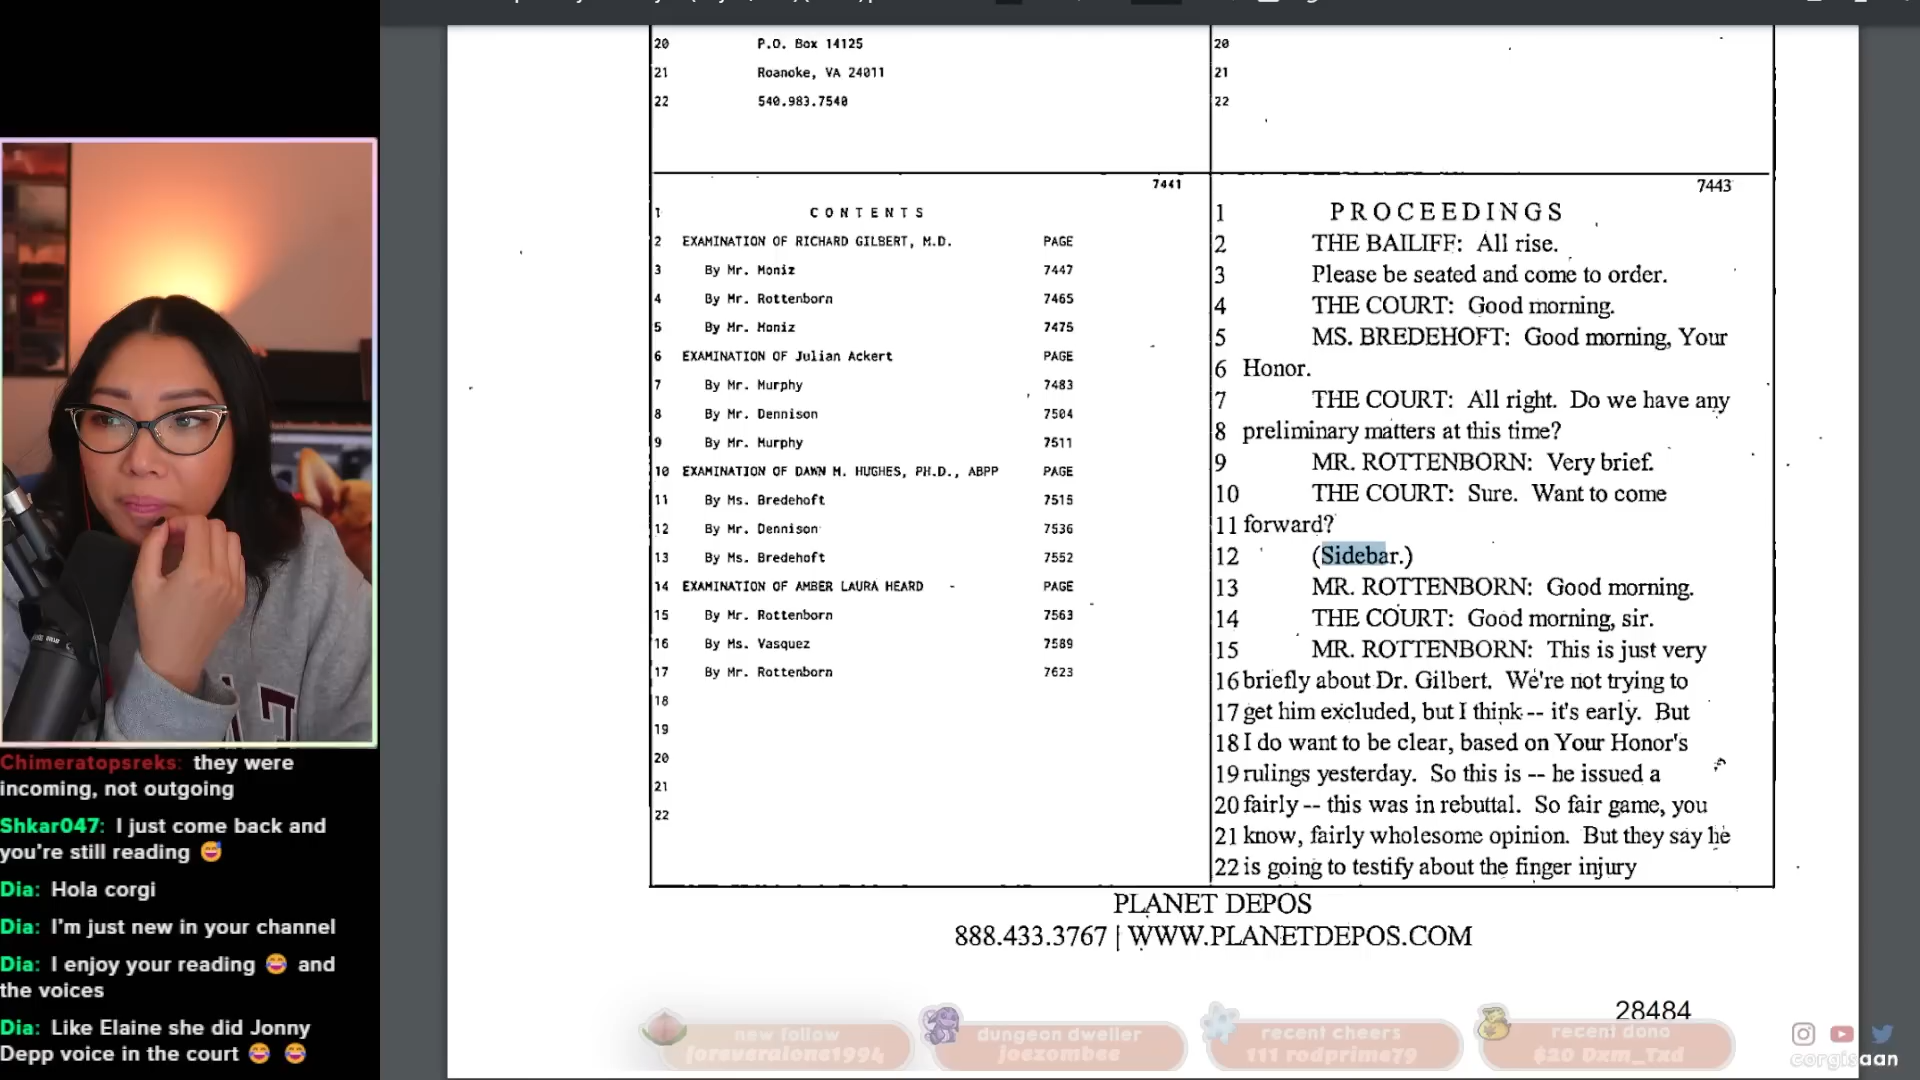 20 P.O. Box 14125
21 Roanoke, VA 24011
22 540.983.7540
20
21
22
7441
1 CONTENTS
2 EXAMINATION OF RICHARD GILBERT, M.D. PAGE
3 By Mr. Moniz 7447
4 By Mr. Rottenborn 7465
5 By Mr. Moniz 7475
6 EXAMINATION OF Julian Ackert PAGE
7 By Mr. Murphy 7483
8 By Mr. Dennison 7504
9 By Mr. Murphy 7511
10 EXAMINATION OF DAWN M. HUGHES, PH.D., ABPP PAGE
11 By Ms. Bredehoft 7515
12 By Mr. Dennison 7536
13 By Ms. Bredehoft 7552
14 EXAMINATION OF AMBER LAURA HEARD - PAGE
15 By Mr. Rottenborn 7563
16 By Ms. Vasquez 7589
17 By Mr. Rottenborn 7623
18
19
20
21
22
7443
1 PROCEEDINGS
2 THE BAILIFF: All rise.
3 Please be seated and come to order.
4 THE COURT: Good morning.
5 MS. BREDEHOFT: Good morning, Your
6 Honor.
7 THE COURT: All right. Do we have any
8 preliminary matters at this time?
9 MR. ROTTENBORN: Very brief.
10 THE COURT: Sure. Want to come
11 forward?
12 (Sidebar.)
13 MR. ROTTENBORN: Good morning.
14 THE COURT: Good morning, sir.
15 MR. ROTTENBORN: This is just very
16 briefly about Dr. Gilbert. We're not trying to
17 get him excluded, but I think -- it's early. But
18 I do want to be clear, based on Your Honor's
19 rulings yesterday. So this is -- he issued a
20 fairly -- this was in rebuttal. So fair game, you
21 know, fairly wholesome opinion. But they say he
22 is going to testify about the finger injury
PLANET DEPOS
888.433.3767 | WWW.PLANETDEPOS.COM
28484
Chimeratopsreks: they were
incoming, not outgoing
Shkar047: I just come back and
you're still reading 😅
Dia: Hola corgi
Dia: I'm just new in your channel
Dia: I enjoy your reading 😂 and
the voices
Dia: Like Elaine she did Jonny
Depp voice in the court 😂 😂
new follow
foreveralone1994
dungeon dweller
joezombee
recent cheers
111 rodprime79
recent dono
$20 Dxm_Txd
corgisaan